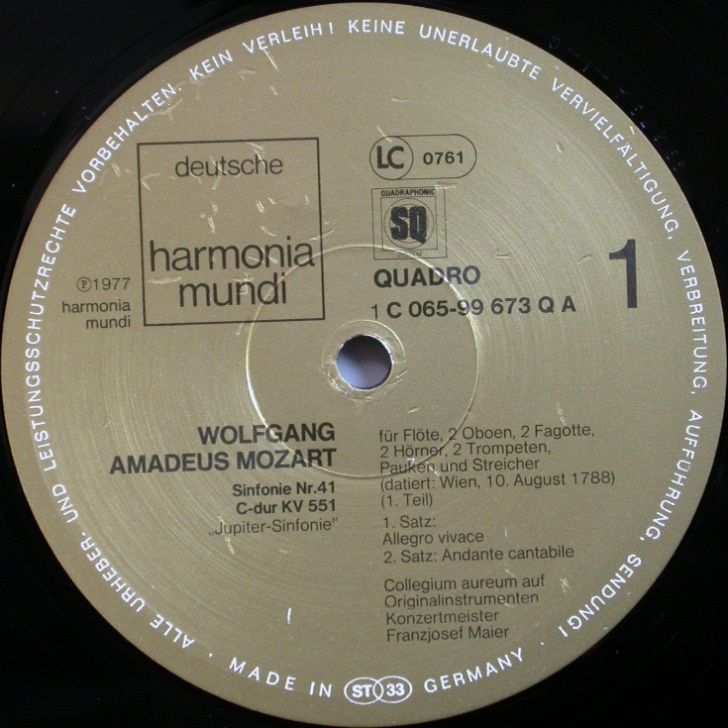 ALLE URHEBER- UND LEISTUNGSSCHUTZRECHTE VORBEHALTEN. KEIN VERLEIH! KEINE UNERLAUBTE VERVIELFÄLTIGUNG, VERBREITUNG, AUFFÜHRUNG, SENDUNG!
deutsche
harmonia
mundi
LC 0761
QUADRAPHONIC
SQ
SYSTEM
QUADRO
1 C 065-99 673 Q A
1
Ⓟ1977
harmonia
mundi
WOLFGANG
AMADEUS MOZART
Sinfonie Nr.41
C-dur KV 551
„Jupiter-Sinfonie”
für Flöte, 2 Oboen, 2 Fagotte,
2 Hörner, 2 Trompeten,
Pauken und Streicher
(datiert: Wien, 10. August 1788)
(1. Teil)
1. Satz:
Allegro vivace
2. Satz: Andante cantabile
Collegium aureum auf
Originalinstrumenten
Konzertmeister
Franzjosef Maier
· MADE IN ST 33 GERMANY ·